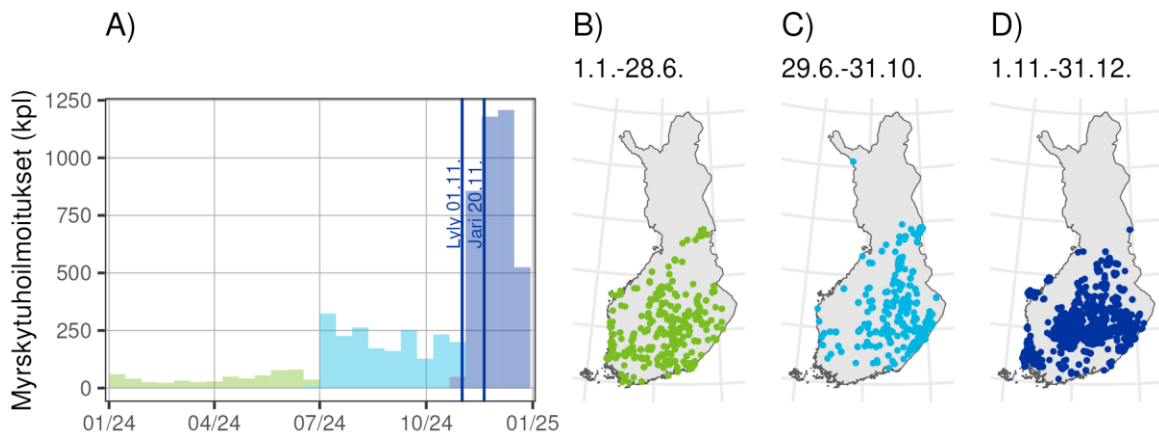 A)
B)
C)
D)
1.1.-28.6.
29.6.-31.10.
1.11.-31.12.
Myrskytuhoilmoitukset (kpl)
1250
1000
750
500
250
0
Lyly 01.11.
Jari 20.11.
01/24
04/24
07/24
10/24
01/25